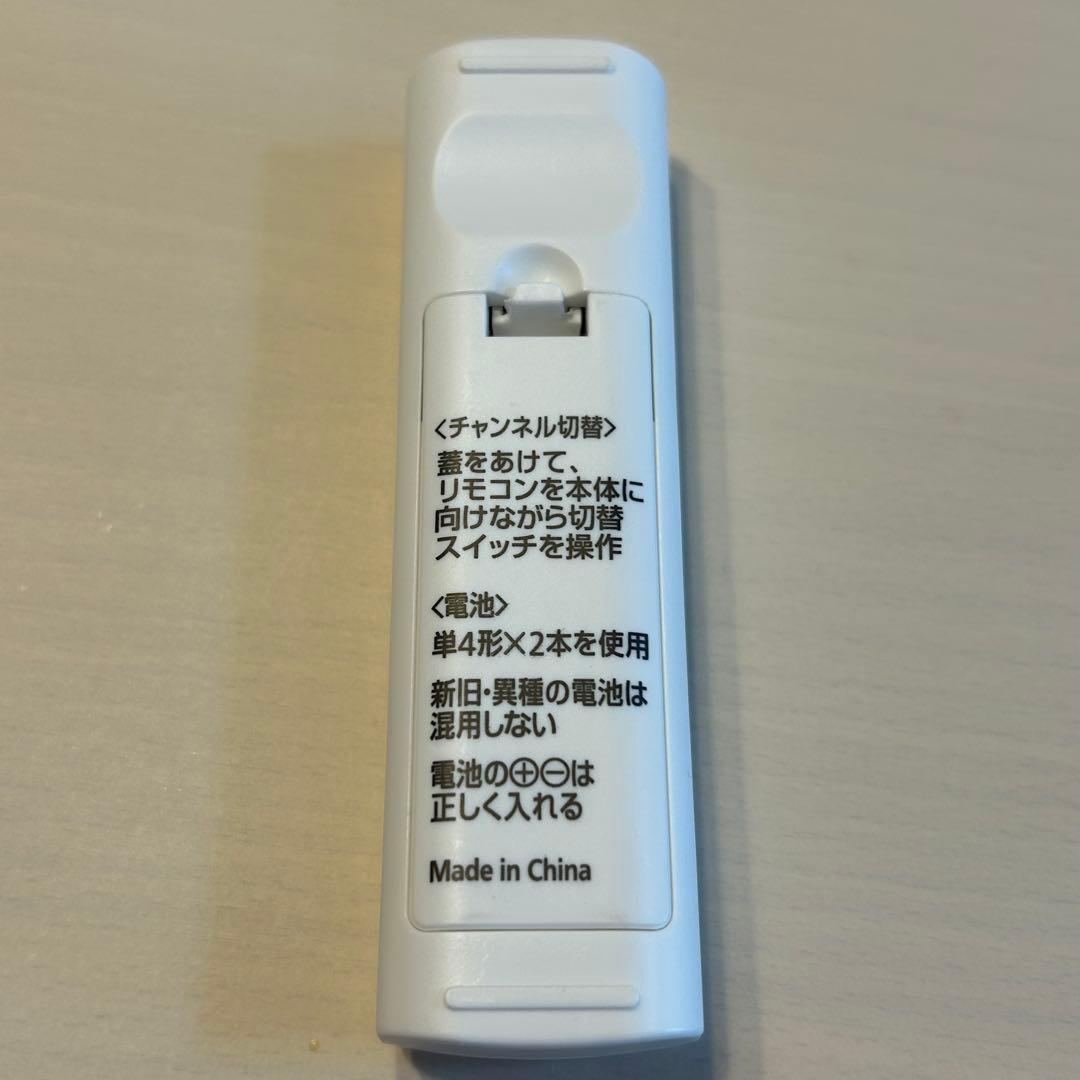 〈チャンネル切替〉
蓋をあけて、
リモコンを本体に
向けながら切替
スイッチを操作
〈電池〉
単4形×2本を使用
新旧・異種の電池は
混用しない
電池の⊕⊖は
正しく入れる
Made in China